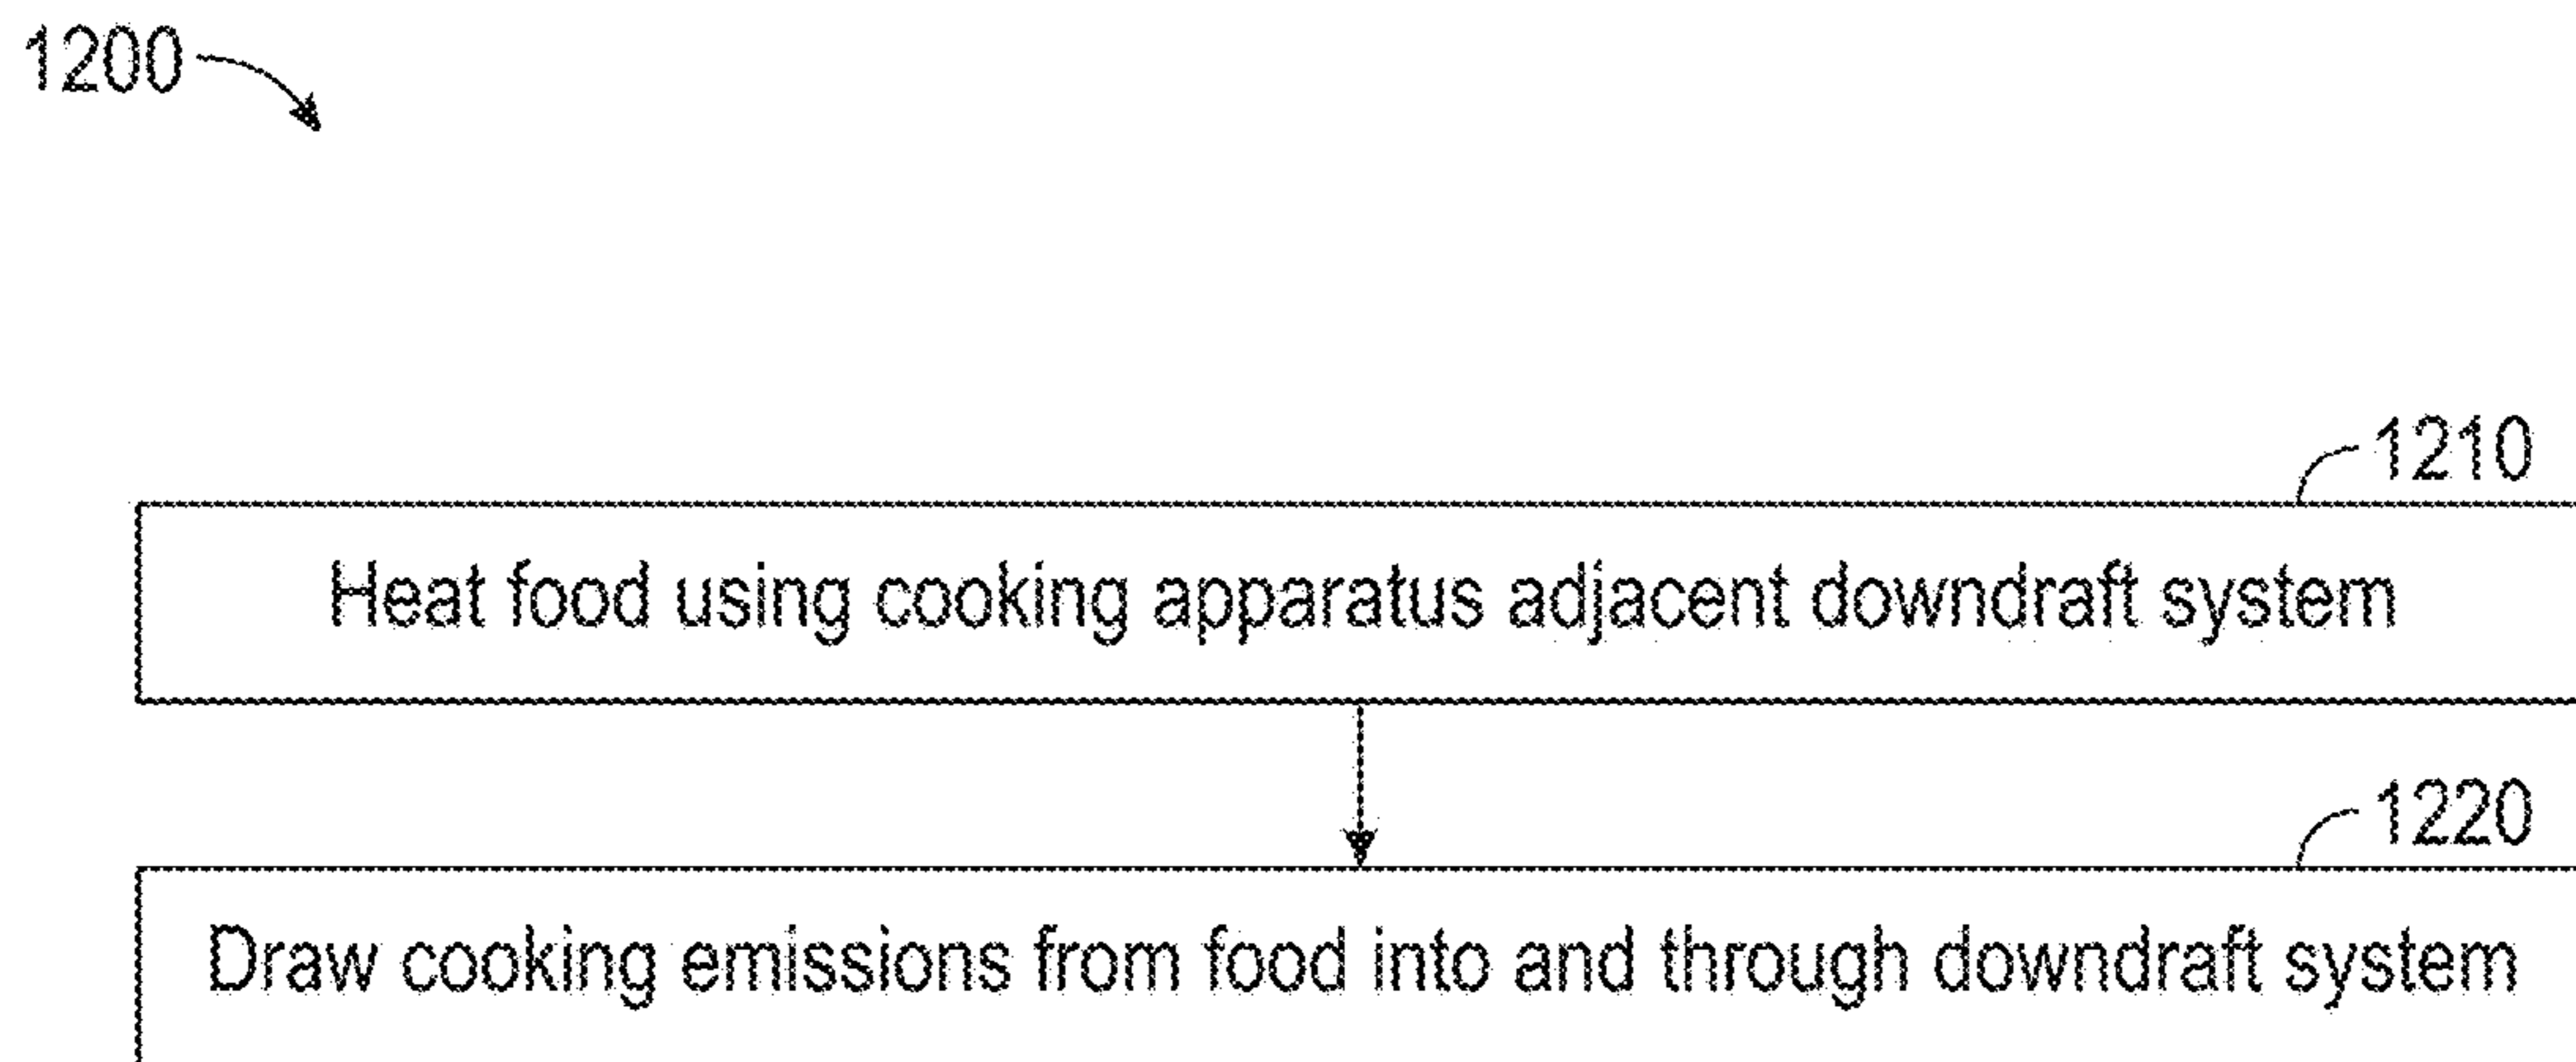 1200
1210
Heat food using cooking apparatus adjacent downdraft system
1220
Draw cooking emissions from food into and through downdraft system